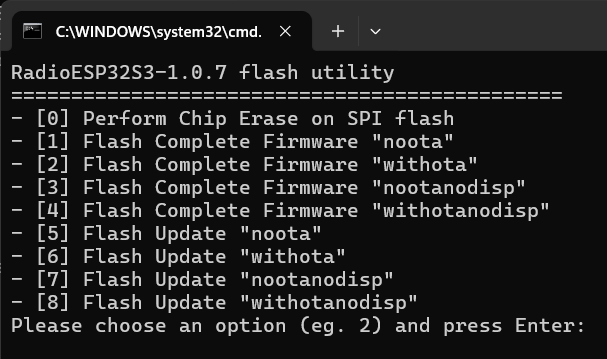 C:\WINDOWS\system32\cmd.
RadioESP32S3-1.0.7 flash utility
==============================================
- [0] Perform Chip Erase on SPI flash
- [1] Flash Complete Firmware "noota"
- [2] Flash Complete Firmware "withota"
- [3] Flash Complete Firmware "nootanodisp"
- [4] Flash Complete Firmware "withotanodisp"
- [5] Flash Update "noota"
- [6] Flash Update "withota"
- [7] Flash Update "nootanodisp"
- [8] Flash Update "withotanodisp"
Please choose an option (eg. 2) and press Enter: